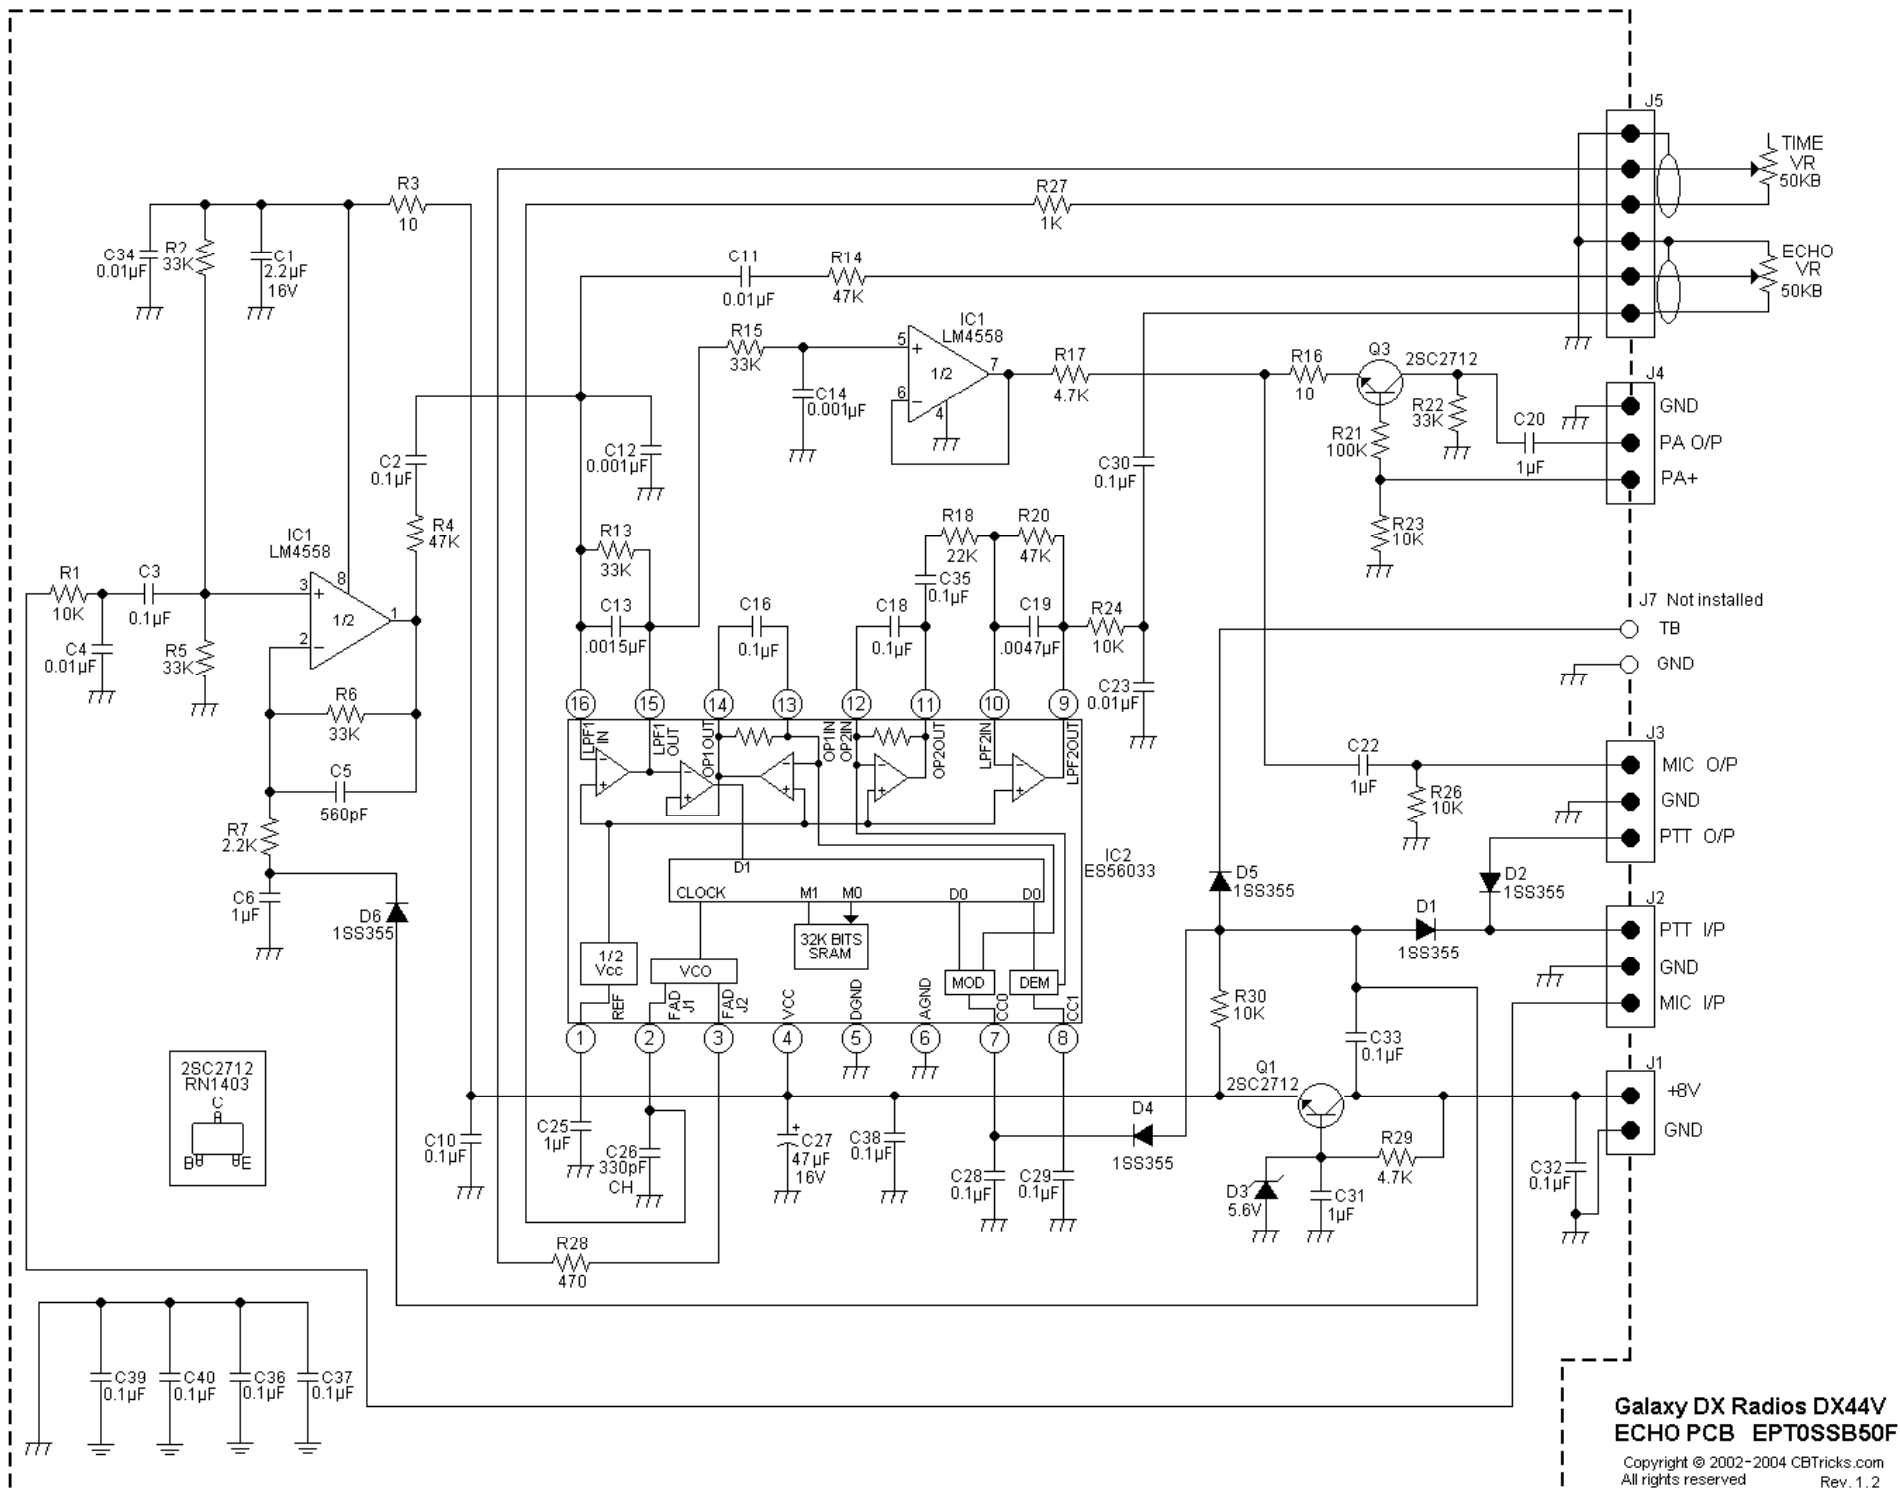 J5
TIME
VR
50KB
R3
10
R27
1K
C34
0.01µF
R2
33K
C1
2.2µF
16V
ECHO
VR
50KB
C11
0.01µF
R14
47K
R15
33K
IC1
LM4558
5
+
1/2
7
6
−
4
C14
0.001µF
R17
4.7K
R16
10
Q3
2SC2712
J4
GND
PA O/P
PA+
R22
33K
C20
1µF
R21
100K
R23
10K
C2
0.1µF
C12
0.001µF
C30
0.1µF
R4
47K
R13
33K
R18
22K
R20
47K
C35
0.1µF
IC1
LM4558
3
+
8
1/2
1
2
−
R1
10K
C3
0.1µF
C4
0.01µF
R5
33K
C13
.0015µF
C16
0.1µF
C18
0.1µF
C19
.0047µF
R24
10K
C23
0.01µF
J7 Not installed
TB
GND
R6
33K
C5
560pF
R7
2.2K
C6
1µF
D6
1SS355
16
15
14
13
12
11
10
9
LPF1
IN
LPF1
OUT
OP1OUT
OP1IN
OP2IN
OP2OUT
LPF2IN
LPF2OUT
IC2
ES56033
D1
CLOCK
M1
M0
D0
D0
32K BITS
SRAM
1/2
Vcc
VCO
MOD
DEM
REF
FAD
J1
FAD
J2
VCC
DGND
AGND
CC0
CC1
1
2
3
4
5
6
7
8
C22
1µF
R26
10K
J3
MIC O/P
GND
PTT O/P
D5
1SS355
D2
1SS355
D1
1SS355
J2
PTT I/P
GND
MIC I/P
R30
10K
C33
0.1µF
Q1
2SC2712
J1
+8V
GND
D4
1SS355
R29
4.7K
D3
5.6V
C31
1µF
C32
0.1µF
2SC2712
RN1403
C
B
E
C10
0.1µF
C25
1µF
C26
330pF
CH
+
C27
47µF
16V
C38
0.1µF
C28
0.1µF
C29
0.1µF
R28
470
C39
0.1µF
C40
0.1µF
C36
0.1µF
C37
0.1µF
Galaxy DX Radios DX44V
ECHO PCB EPT0SSB50F
Copyright © 2002-2004 CBTricks.com
All rights reserved Rev. 1.2